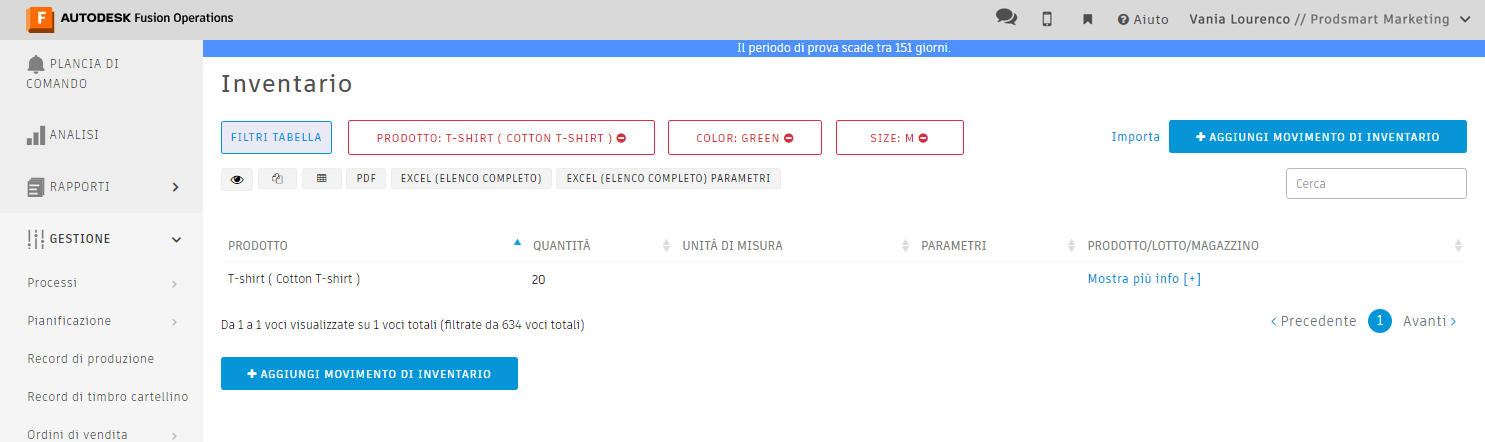 AUTODESK Fusion Operations
Aiuto
Vania Lourenco // Prodsmart Marketing
Il periodo di prova scade tra 151 giorni.
PLANCIA DI
COMANDO
ANALISI
RAPPORTI
GESTIONE
Processi
Pianificazione
Record di produzione
Record di timbro cartellino
Ordini di vendita
Inventario
FILTRI TABELLA
PRODOTTO: T-SHIRT ( COTTON T-SHIRT )
COLOR: GREEN
SIZE: M
Importa
+ AGGIUNGI MOVIMENTO DI INVENTARIO
PDF
EXCEL (ELENCO COMPLETO)
EXCEL (ELENCO COMPLETO) PARAMETRI
Cerca
PRODOTTO QUANTITÀ UNITÀ DI MISURA PARAMETRI PRODOTTO/LOTTO/MAGAZZINO
T-shirt ( Cotton T-shirt ) 20 Mostra più info [+]
Da 1 a 1 voci visualizzate su 1 voci totali (filtrate da 634 voci totali)
< Precedente 1 Avanti >
+ AGGIUNGI MOVIMENTO DI INVENTARIO